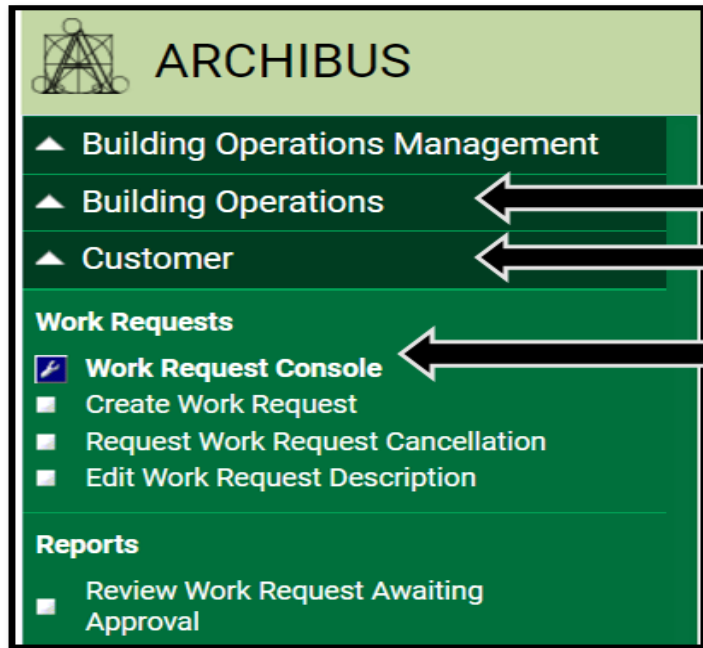 ARCHIBUS
Building Operations Management
Building Operations
Customer
Work Requests
Work Request Console
Create Work Request
Request Work Request Cancellation
Edit Work Request Description
Reports
Review Work Request Awaiting
Approval